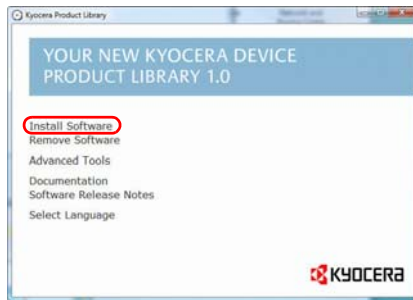 Kyocera Product Library
YOUR NEW KYOCERA DEVICE
PRODUCT LIBRARY 1.0
Install Software
Remove Software
Advanced Tools
Documentation
Software Release Notes
Select Language
KYOCERA